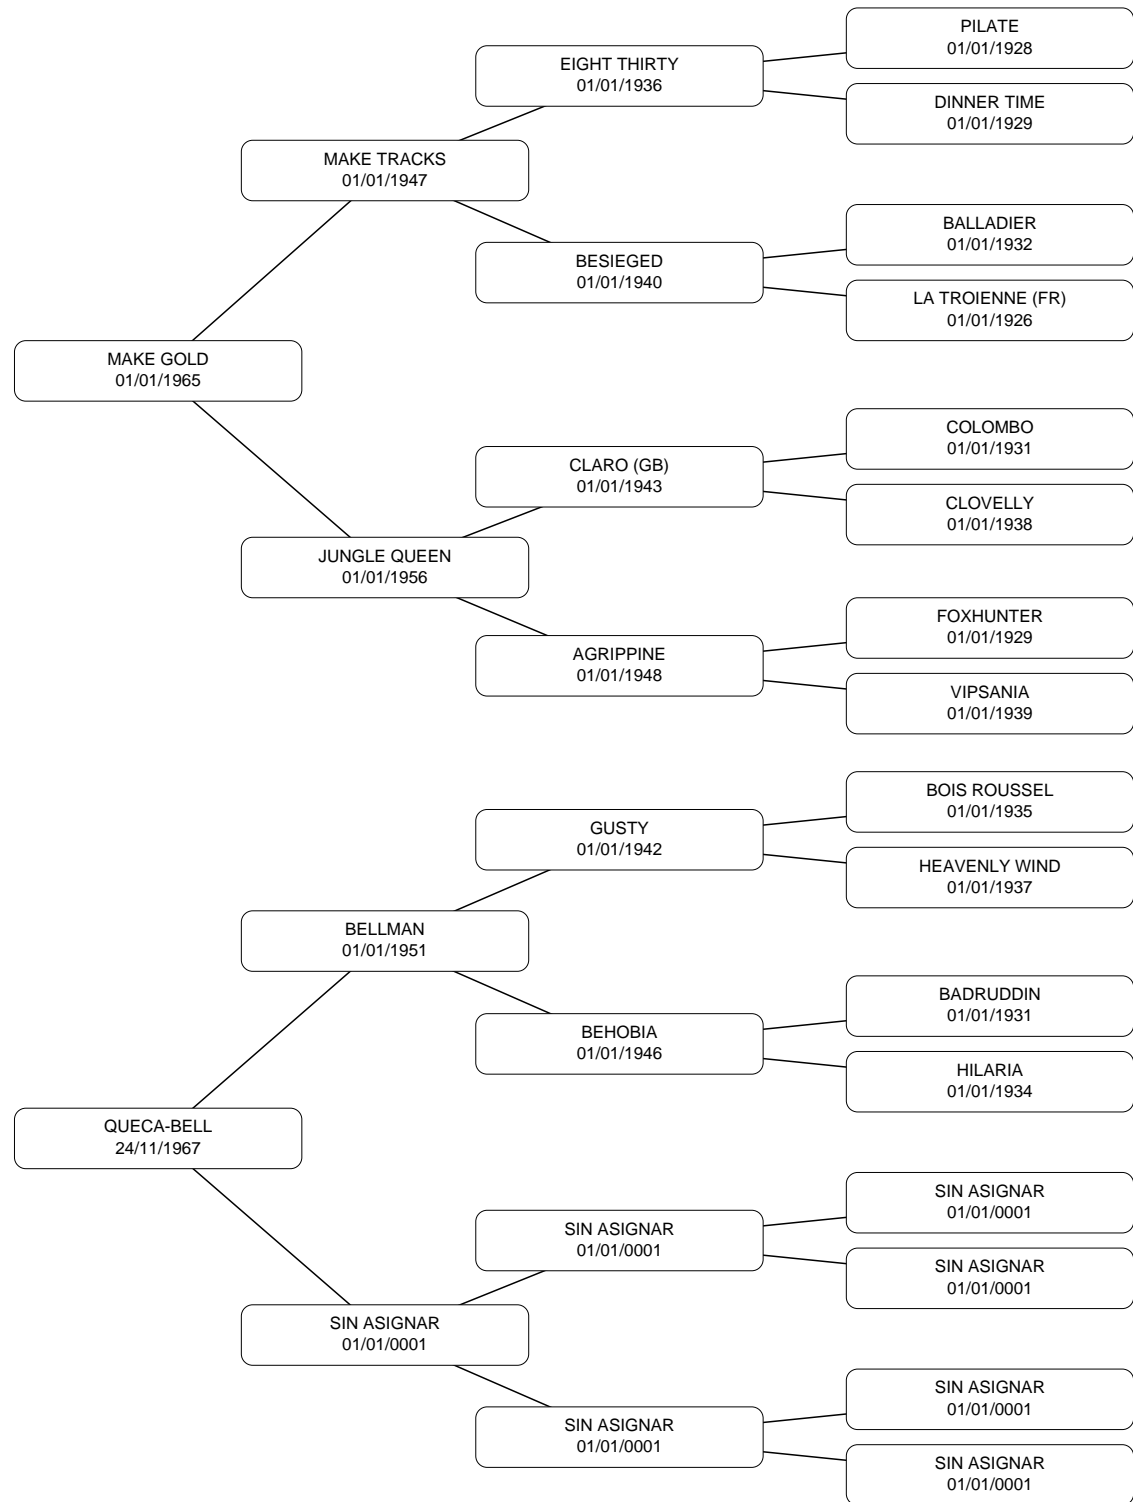 PILATE
01/01/1928
EIGHT THIRTY
01/01/1936
DINNER TIME
01/01/1929
MAKE TRACKS
01/01/1947
BALLADIER
01/01/1932
BESIEGED
01/01/1940
LA TROIENNE (FR)
01/01/1926
MAKE GOLD
01/01/1965
COLOMBO
01/01/1931
CLARO (GB)
01/01/1943
CLOVELLY
01/01/1938
JUNGLE QUEEN
01/01/1956
FOXHUNTER
01/01/1929
AGRIPPINE
01/01/1948
VIPSANIA
01/01/1939
BOIS ROUSSEL
01/01/1935
GUSTY
01/01/1942
HEAVENLY WIND
01/01/1937
BELLMAN
01/01/1951
BADRUDDIN
01/01/1931
BEHOBIA
01/01/1946
HILARIA
01/01/1934
QUECA-BELL
24/11/1967
SIN ASIGNAR
01/01/0001
SIN ASIGNAR
01/01/0001
SIN ASIGNAR
01/01/0001
SIN ASIGNAR
01/01/0001
SIN ASIGNAR
01/01/0001
SIN ASIGNAR
01/01/0001
SIN ASIGNAR
01/01/0001